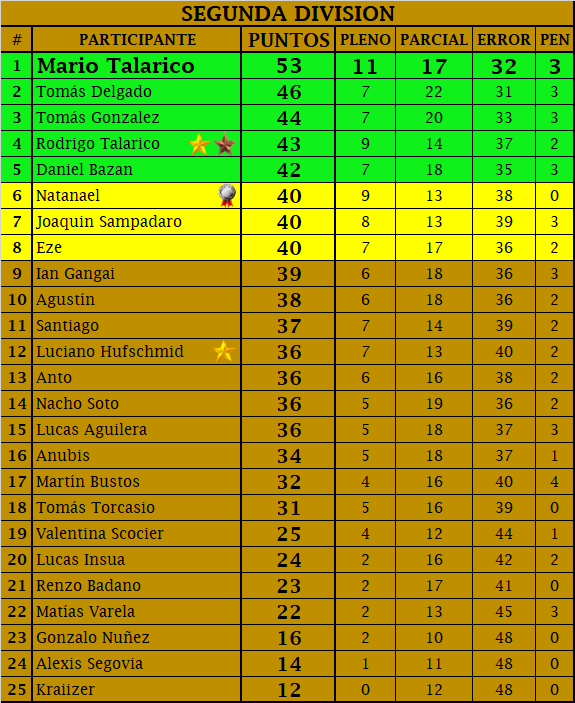 SEGUNDA DIVISION
# PARTICIPANTE PUNTOS PLENO PARCIAL ERROR PEN
1 Mario Talarico 53 11 17 32 3
2 Tomás Delgado 46 7 22 31 3
3 Tomás Gonzalez 44 7 20 33 3
4 Rodrigo Talarico 43 9 14 37 2
5 Daniel Bazan 42 7 18 35 3
6 Natanael 40 9 13 38 0
7 Joaquin Sampadaro 40 8 13 39 3
8 Eze 40 7 17 36 2
9 Ian Gangai 39 6 18 36 3
10 Agustín 38 6 18 36 2
11 Santiago 37 7 14 39 2
12 Luciano Hufschmid 36 7 13 40 2
13 Anto 36 6 16 38 2
14 Nacho Soto 36 5 19 36 2
15 Lucas Aguilera 36 5 18 37 3
16 Anubis 34 5 18 37 1
17 Martín Bustos 32 4 16 40 4
18 Tomás Torcasio 31 5 16 39 0
19 Valentina Scocier 25 4 12 44 1
20 Lucas Insua 24 2 16 42 2
21 Renzo Badano 23 2 17 41 0
22 Matías Varela 22 2 13 45 3
23 Gonzalo Nuñez 16 2 10 48 0
24 Alexis Segovia 14 1 11 48 0
25 Kraiizer 12 0 12 48 0